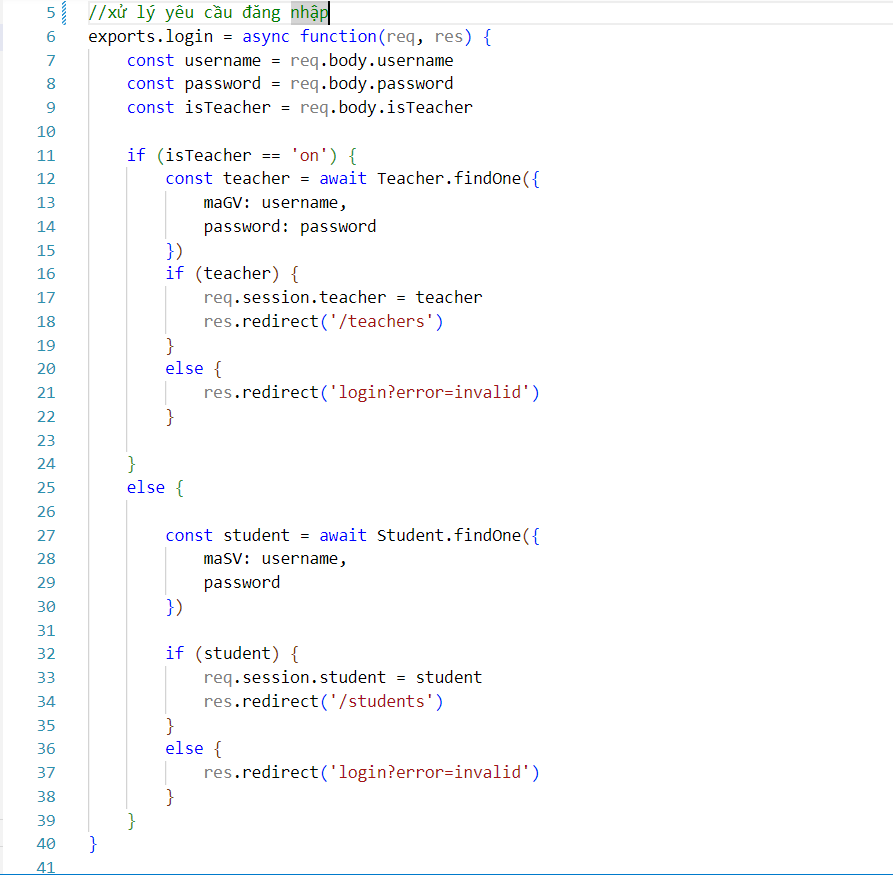 5 //xử lý yêu cầu đăng nhập
6 exports.login = async function(req, res) {
7     const username = req.body.username
8     const password = req.body.password
9     const isTeacher = req.body.isTeacher
10
11     if (isTeacher == 'on') {
12         const teacher = await Teacher.findOne({
13             maGV: username,
14             password: password
15         })
16         if (teacher) {
17             req.session.teacher = teacher
18             res.redirect('/teachers')
19         }
20         else {
21             res.redirect('login?error=invalid')
22         }
23
24     }
25     else {
26
27         const student = await Student.findOne({
28             maSV: username,
29             password
30         })
31
32         if (student) {
33             req.session.student = student
34             res.redirect('/students')
35         }
36         else {
37             res.redirect('login?error=invalid')
38         }
39     }
40 }
41